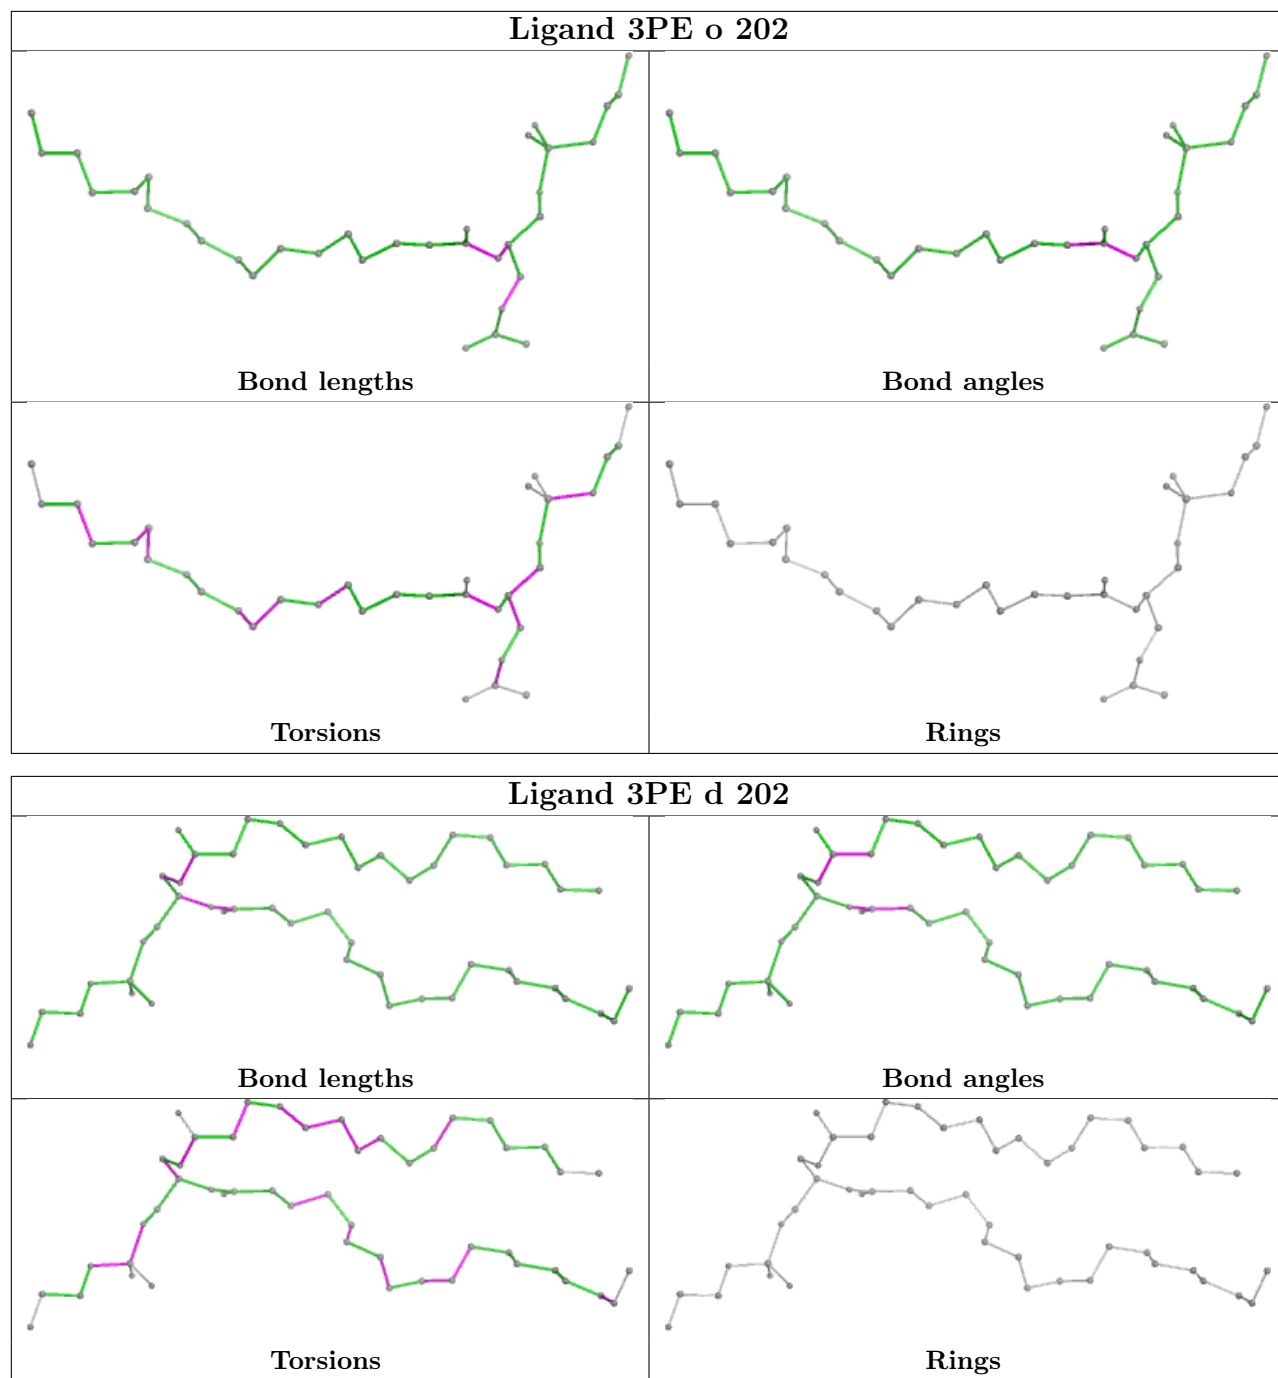 Ligand 3PE o 202
Bond lengths
Bond angles
Torsions
Rings
Ligand 3PE d 202
Bond lengths
Bond angles
Torsions
Rings